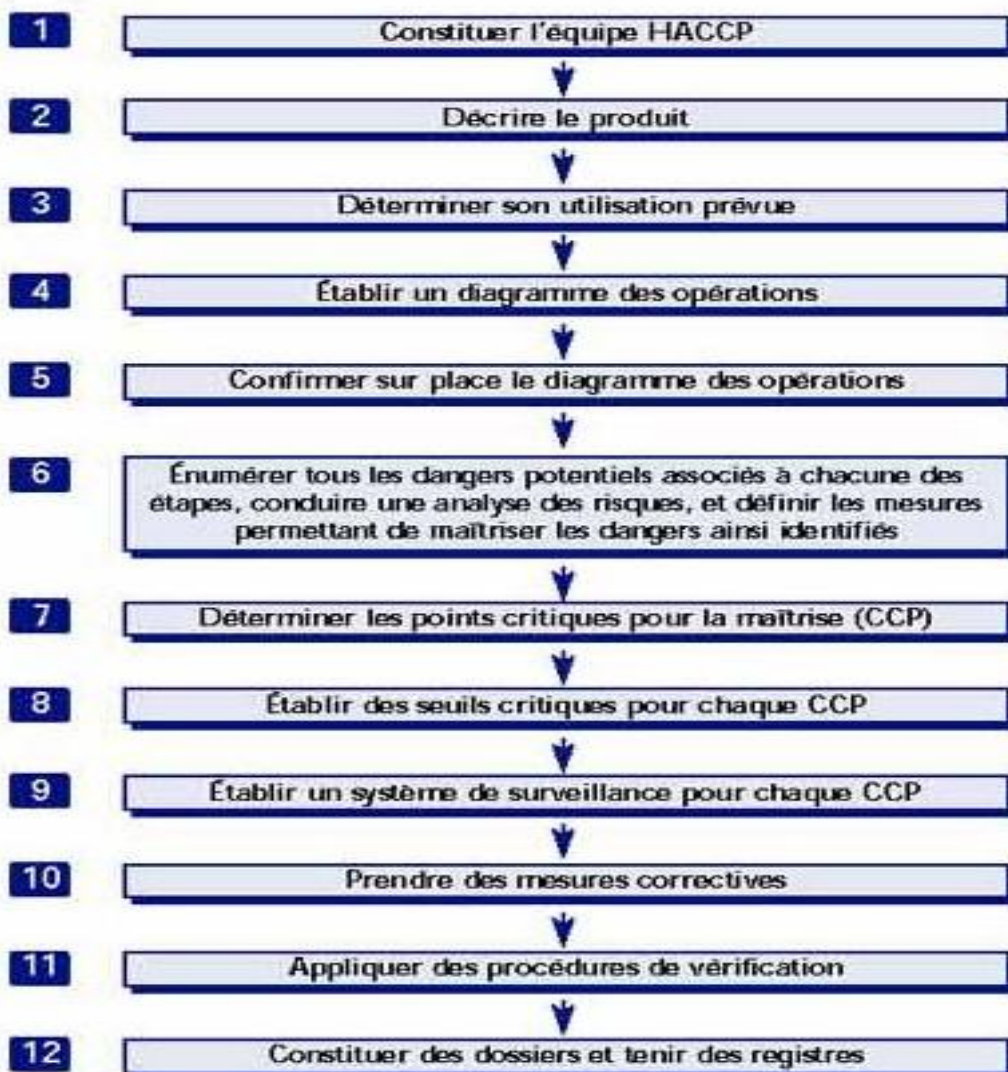 1 Constituer l'équipe HACCP
2 Décrire le produit
3 Déterminer son utilisation prévue
4 Établir un diagramme des opérations
5 Confirmer sur place le diagramme des opérations
6 Énumérer tous les dangers potentiels associés à chacune des
étapes, conduire une analyse des risques, et définir les mesures
permettant de maîtriser les dangers ainsi identifiés
7 Déterminer les points critiques pour la maîtrise (CCP)
8 Établir des seuils critiques pour chaque CCP
9 Établir un système de surveillance pour chaque CCP
10 Prendre des mesures correctives
11 Appliquer des procédures de vérification
12 Constituer des dossiers et tenir des registres